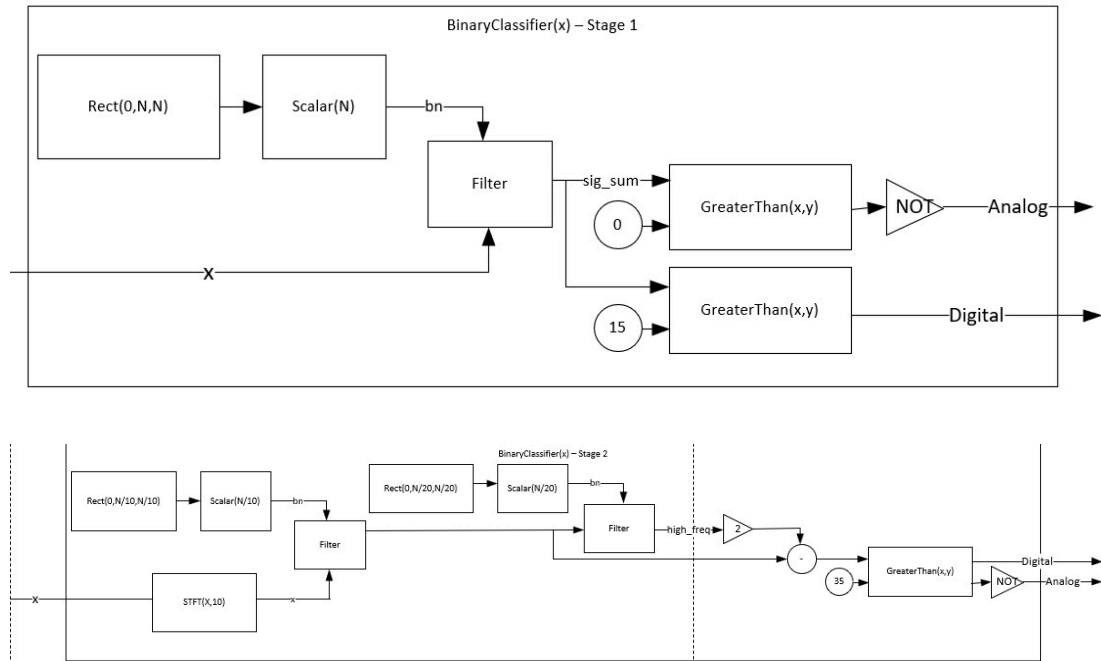 BinaryClassifier(x) – Stage 1
Rect(0,N,N)
Scalar(N)
bn
Filter
sig_sum
GreaterThan(x,y)
NOT
Analog
0
x
GreaterThan(x,y)
15
Digital
BinaryClassifier(x) – Stage 2
Rect(0,N/10,N/10)
Scalar(N/10)
bn
Rect(0,N/20,N/20)
Scalar(N/20)
bn
Filter
Filter
high_freq
2
-
GreaterThan(x,y)
Digital
35
NOT
Analog
x
STFT(X,10)
x